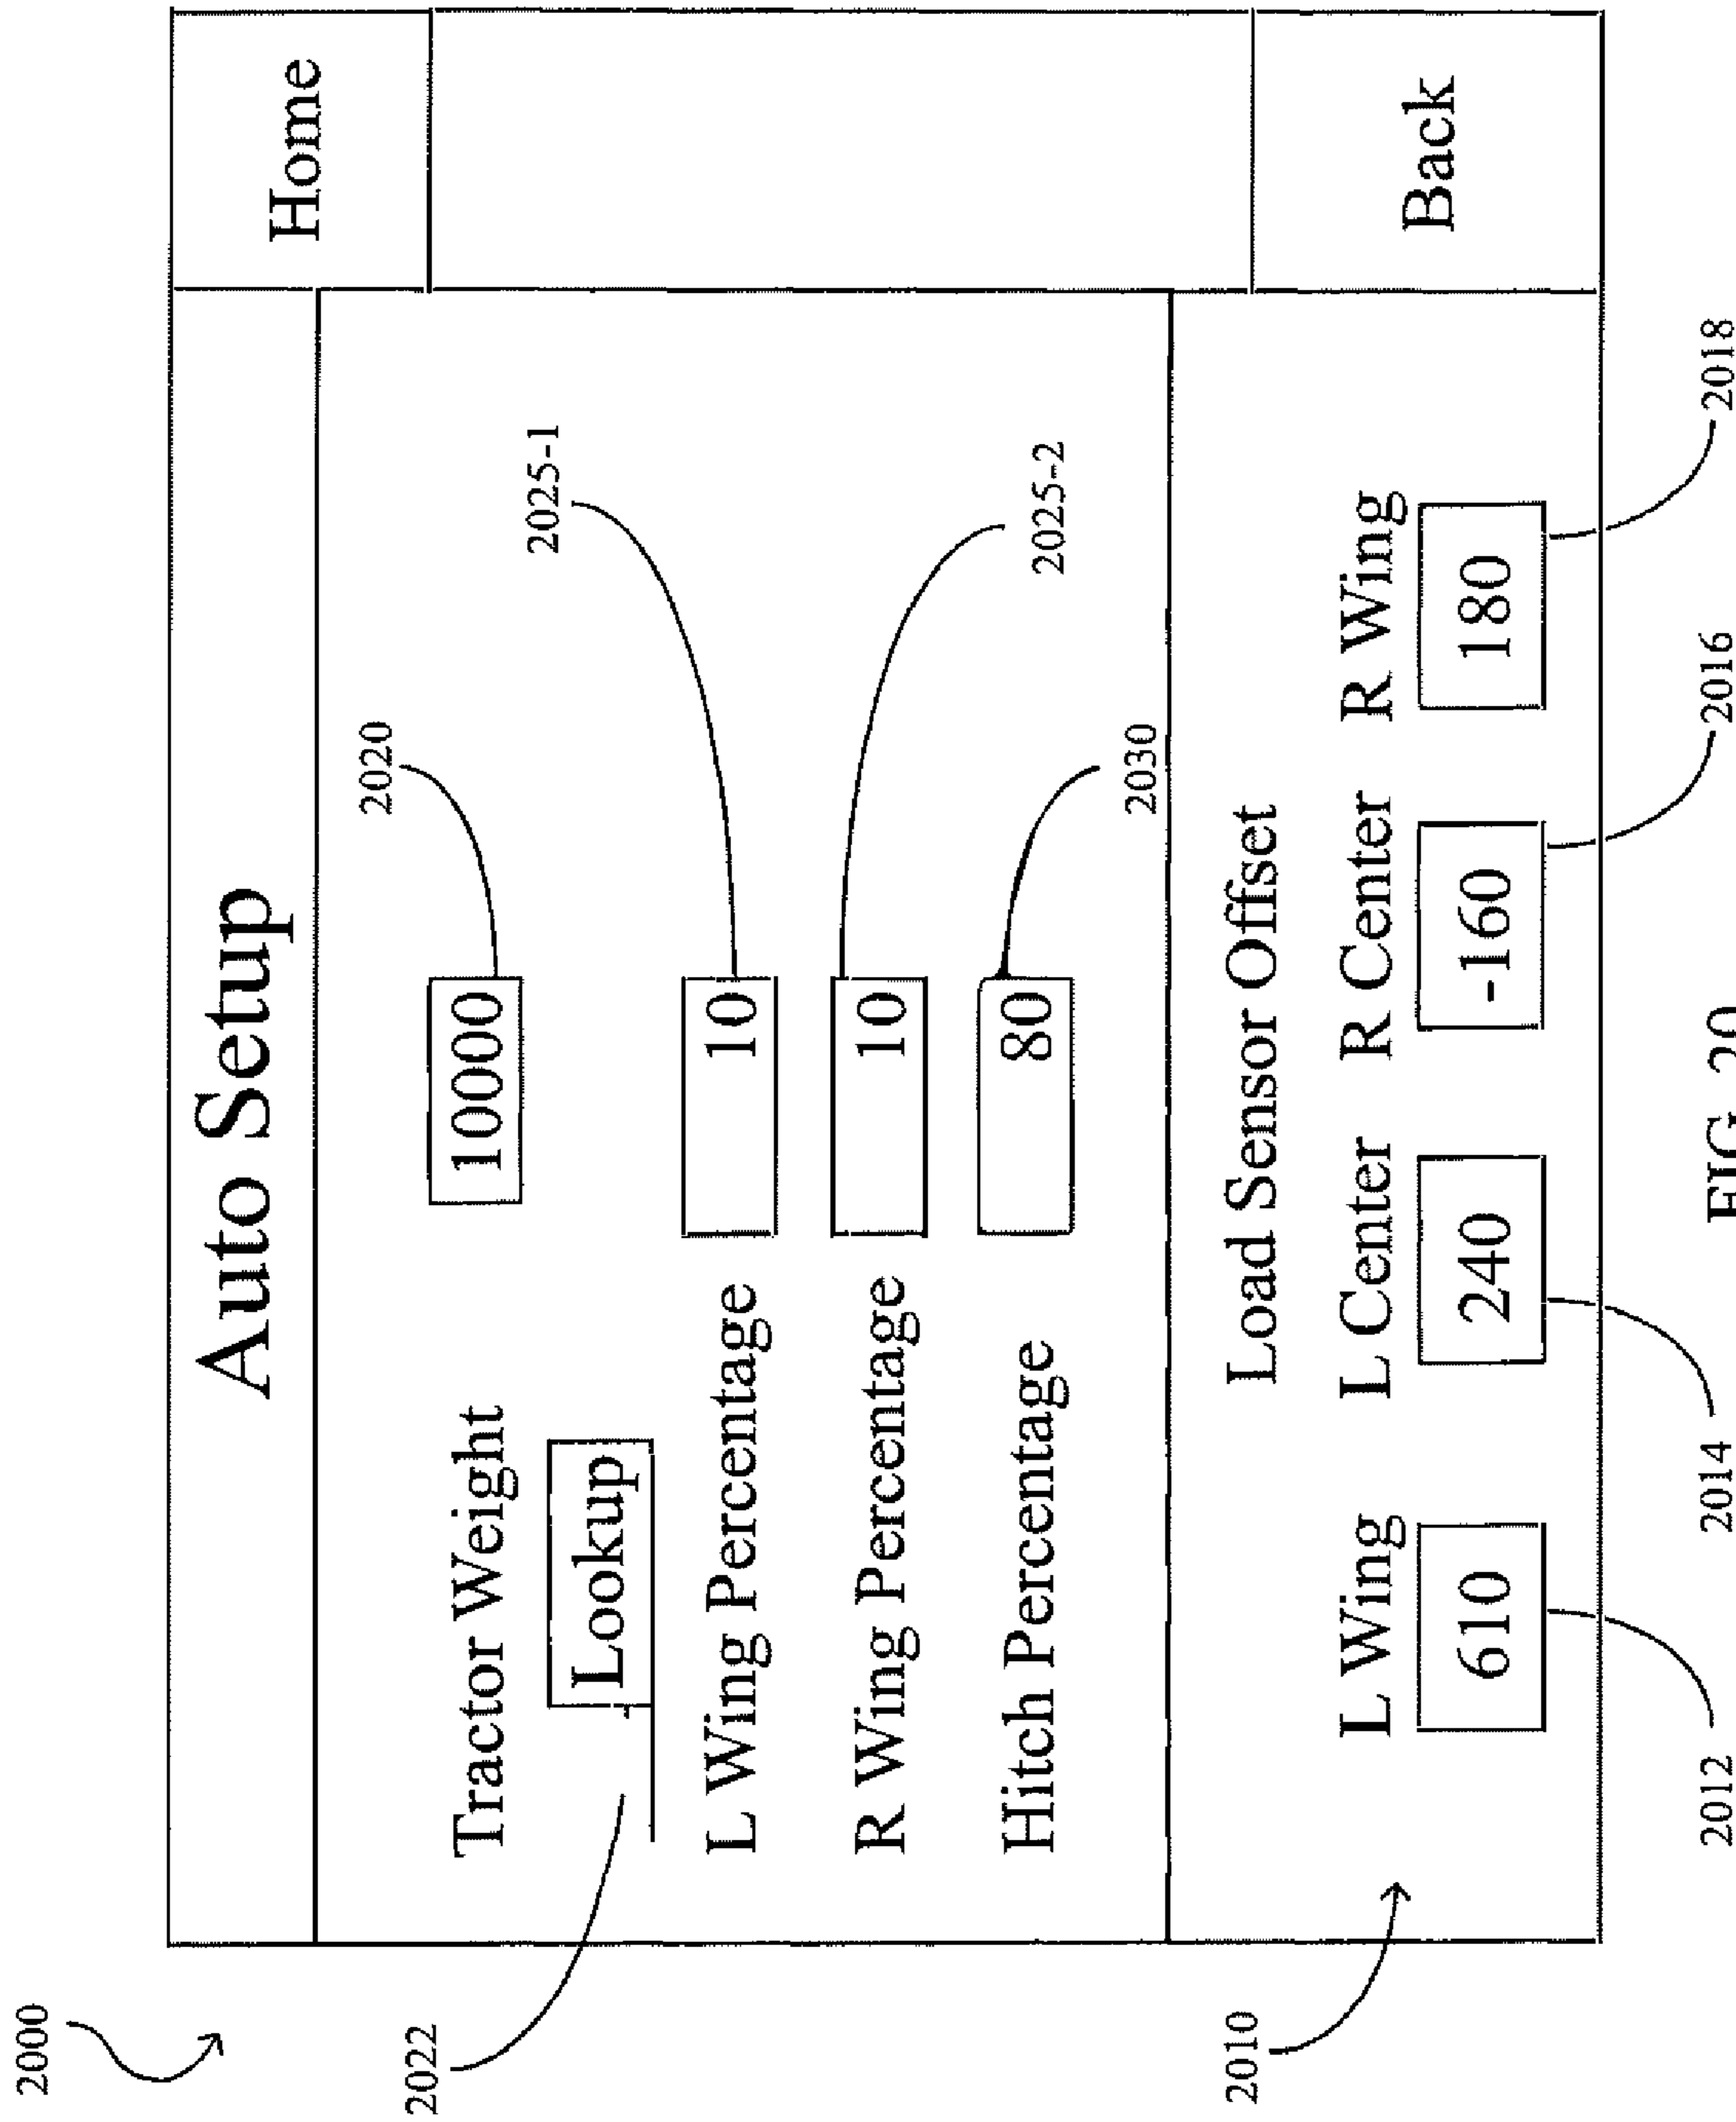 2000
Auto Setup
Home
2022
Tractor Weight
10000
2020
Lookup
L Wing Percentage
10
2025-1
R Wing Percentage
10
2025-2
Hitch Percentage
80
2030
2010
Load Sensor Offset
L Wing L Center R Center R Wing
610 240 -160 180
Back
2012 2014 2016 2018
FIG. 20